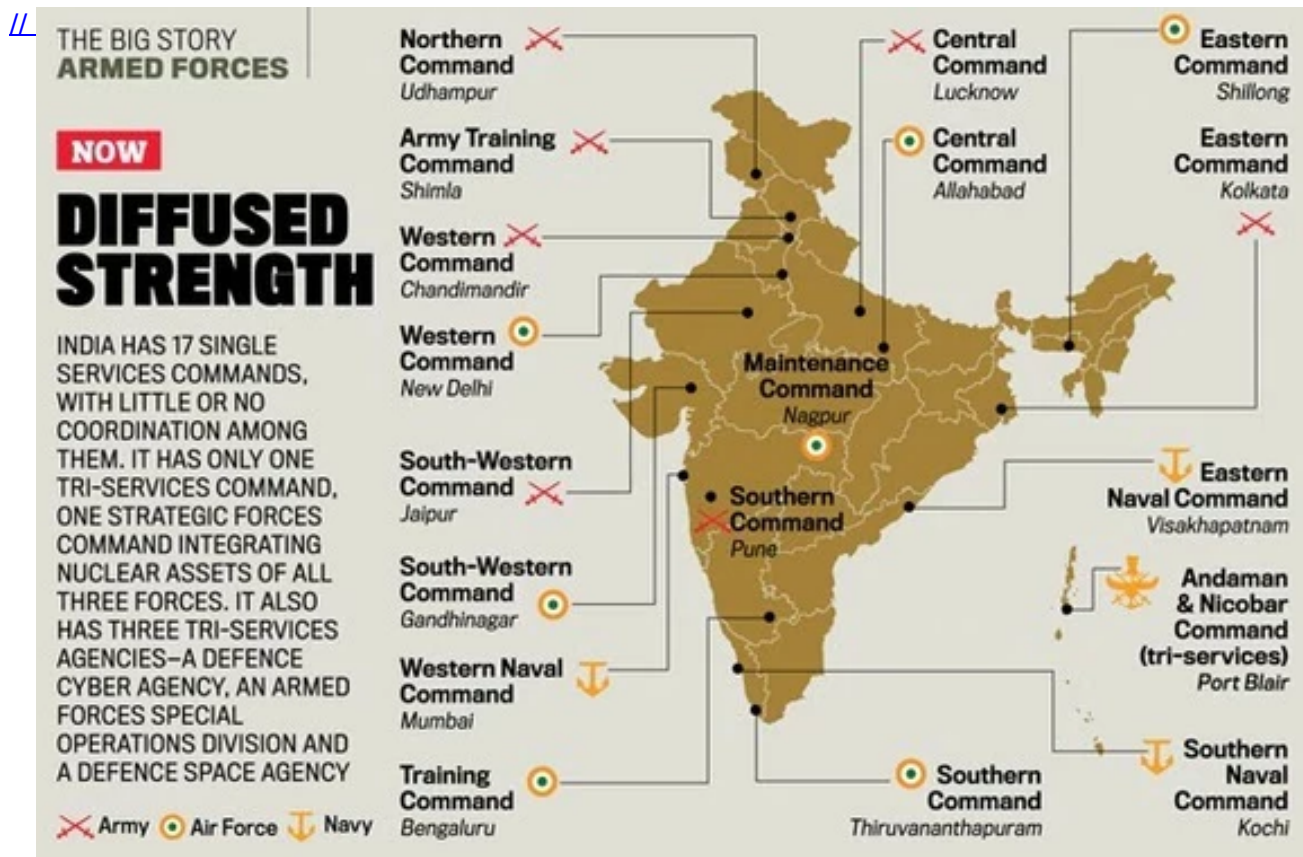 //
THE BIG STORY
ARMED FORCES
NOW
DIFFUSED
STRENGTH
INDIA HAS 17 SINGLE
SERVICES COMMANDS,
WITH LITTLE OR NO
COORDINATION AMONG
THEM. IT HAS ONLY ONE
TRI-SERVICES COMMAND,
ONE STRATEGIC FORCES
COMMAND INTEGRATING
NUCLEAR ASSETS OF ALL
THREE FORCES. IT ALSO
HAS THREE TRI-SERVICES
AGENCIES–A DEFENCE
CYBER AGENCY, AN ARMED
FORCES SPECIAL
OPERATIONS DIVISION AND
A DEFENCE SPACE AGENCY
Army
Air Force
Navy
Northern
Command
Udhampur
Army Training
Command
Shimla
Western
Command
Chandimandir
Western
Command
New Delhi
South-Western
Command
Jaipur
South-Western
Command
Gandhinagar
Western Naval
Command
Mumbai
Training
Command
Bengaluru
Maintenance
Command
Nagpur
Southern
Command
Pune
Central
Command
Lucknow
Central
Command
Allahabad
Eastern
Command
Shillong
Eastern
Command
Kolkata
Eastern
Naval Command
Visakhapatnam
Andaman
& Nicobar
Command
(tri-services)
Port Blair
Southern
Naval
Command
Kochi
Southern
Command
Thiruvananthapuram